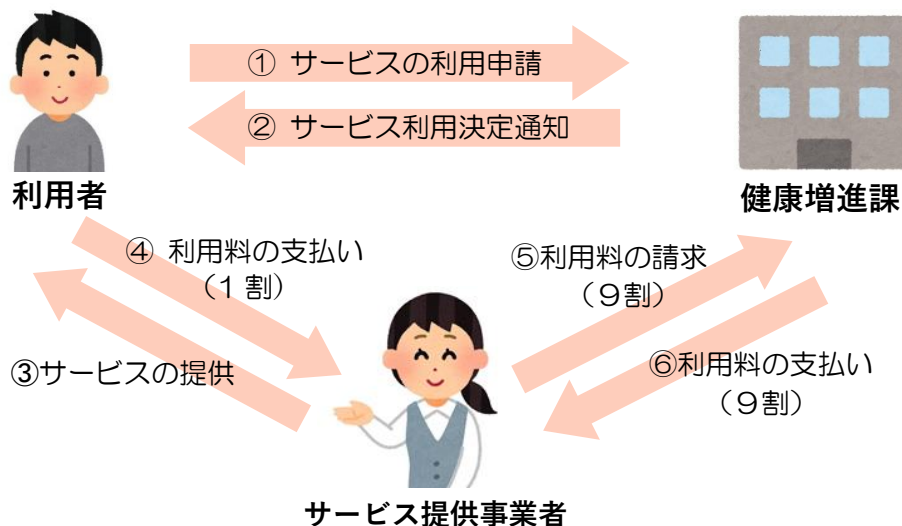 ① サービスの利用申請
② サービス利用決定通知
利用者
健康増進課
④ 利用料の支払い
（1 割）
⑤利用料の請求
（９割）
③サービスの提供
⑥利用料の支払い
（９割）
サービス提供事業者